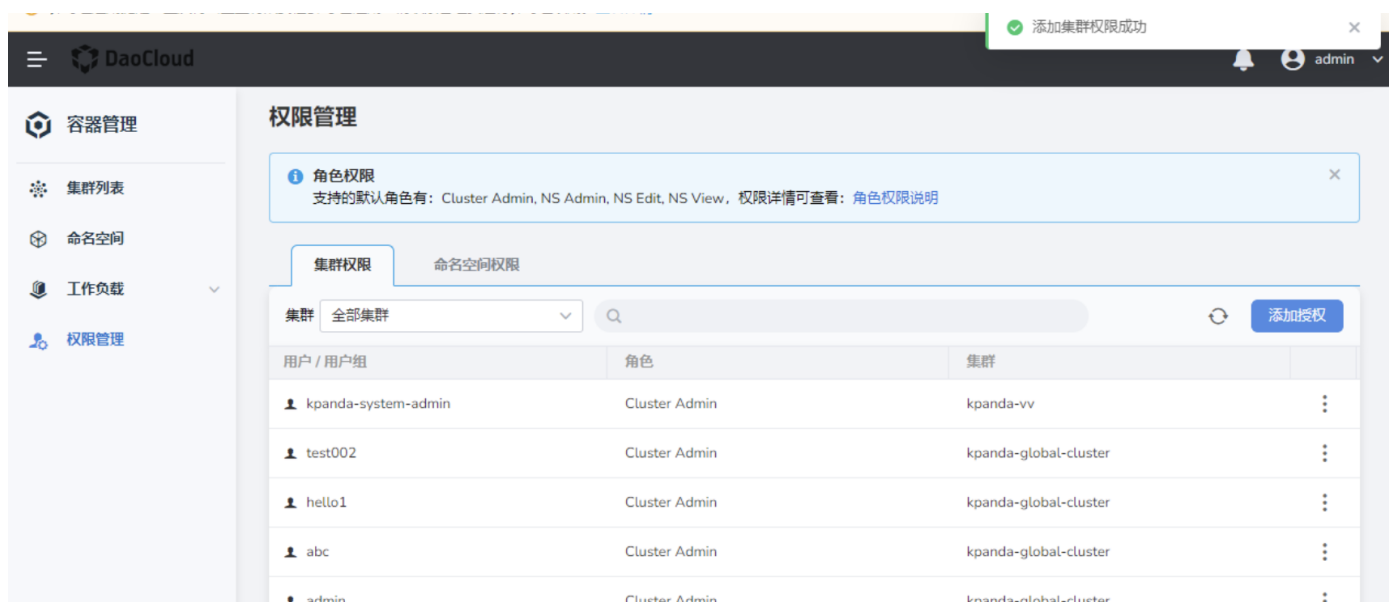 添加集群权限成功
DaoCloud
admin
容器管理
集群列表
命名空间
工作负载
权限管理
权限管理
角色权限
支持的默认角色有：Cluster Admin, NS Admin, NS Edit, NS View，权限详情可查看：角色权限说明
集群权限 命名空间权限
集群 全部集群 添加授权
用户 / 用户组 角色 集群
kpanda-system-admin Cluster Admin kpanda-vv
test002 Cluster Admin kpanda-global-cluster
hello1 Cluster Admin kpanda-global-cluster
abc Cluster Admin kpanda-global-cluster
admin Cluster Admin kpanda-global-cluster